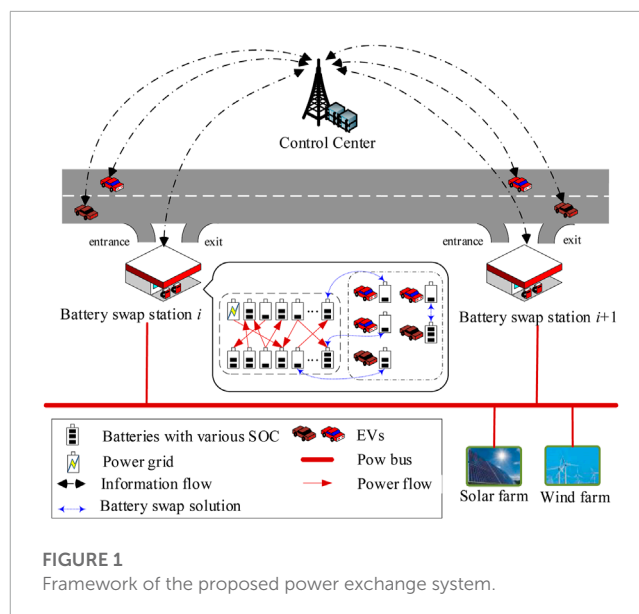 Control Center
entrance
exit
entrance
exit
Battery swap station i
Battery swap station i+1
Batteries with various SOC
EVs
Power grid
Pow bus
Information flow
Power flow
Battery swap solution
Solar farm
Wind farm
FIGURE 1
Framework of the proposed power exchange system.